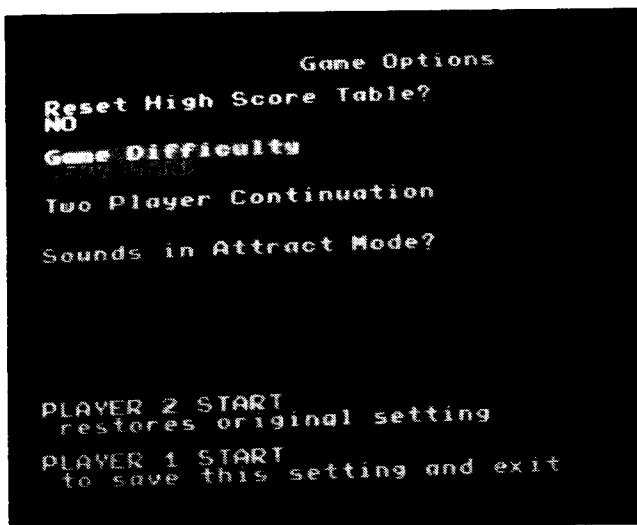 Game Options
Reset High Score Table?
NO
Game Difficulty
Two Player Continuation
Sounds in Attract Mode?
PLAYER 2 START
restores original setting
PLAYER 1 START
to save this setting and exit